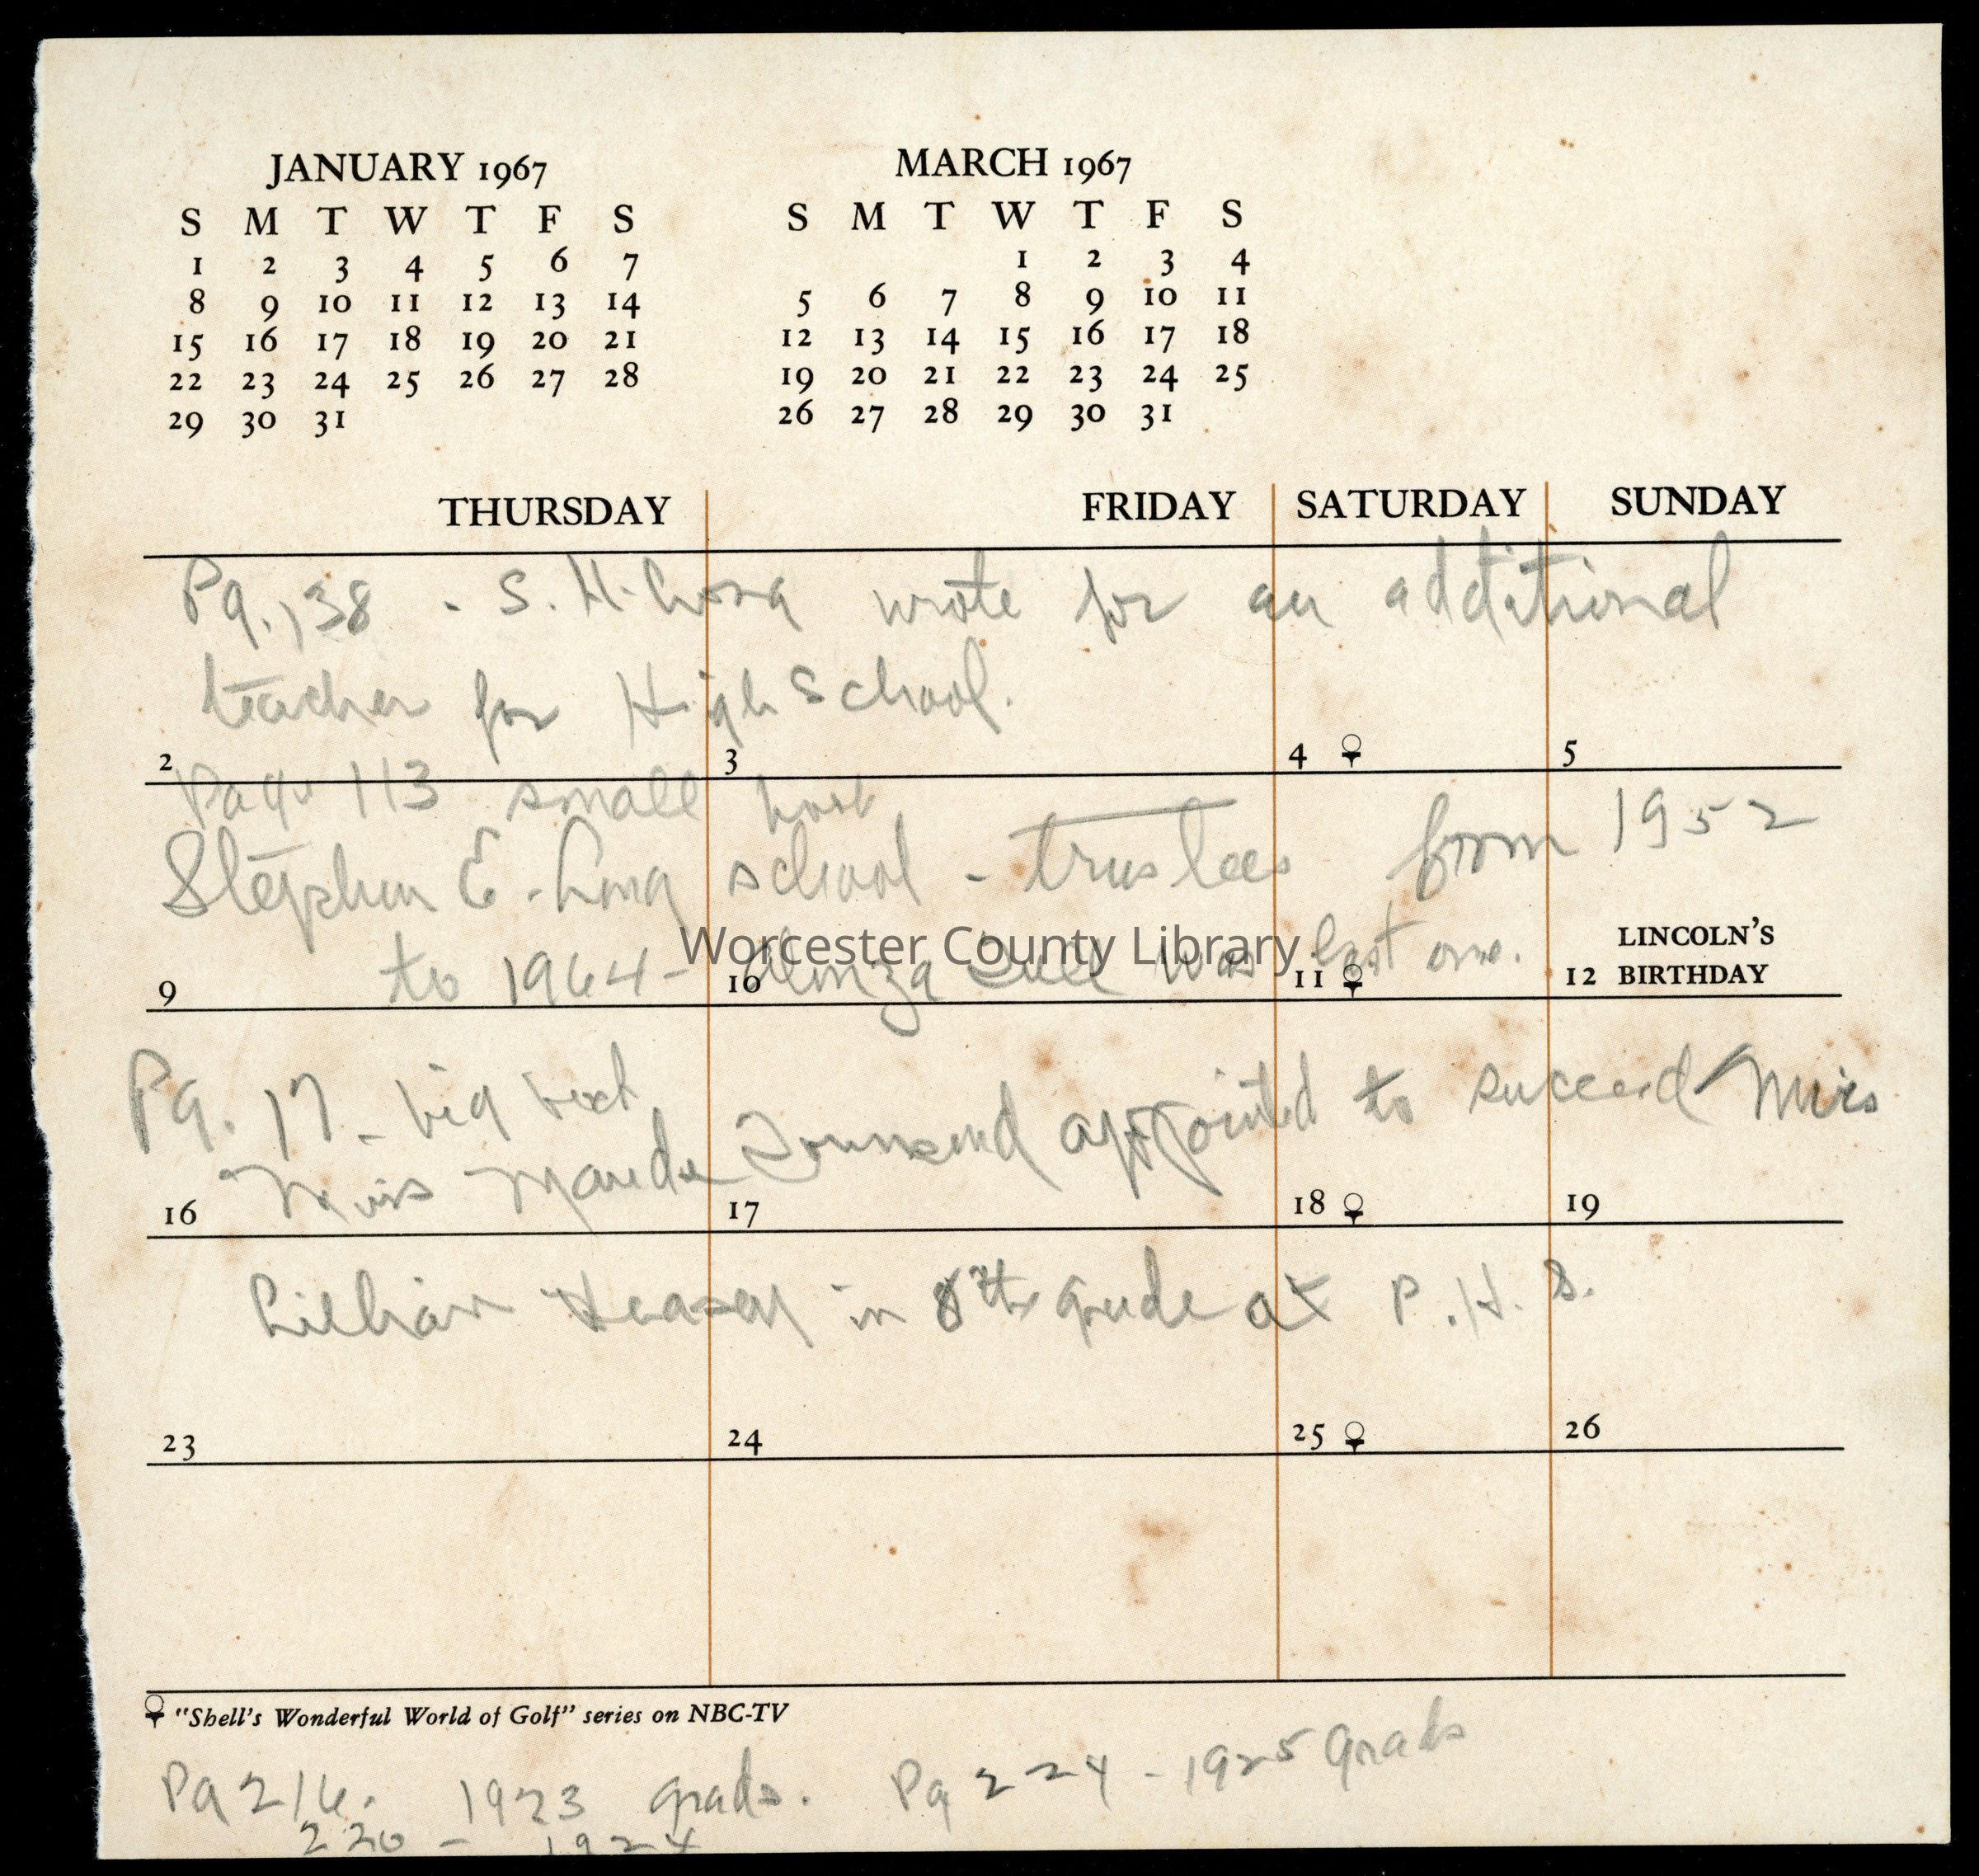 JANUARY 1967
S M T W T F S
1 2 3 4 5 6 7
8 9 10 11 12 13 14
15 16 17 18 19 20 21
22 23 24 25 26 27 28
29 30 31
MARCH 1967
S M T W T F S
1 2 3 4
5 6 7 8 9 10 11
12 13 14 15 16 17 18
19 20 21 22 23 24 25
26 27 28 29 30 31
THURSDAY FRIDAY SATURDAY SUNDAY
Pg. 138 - S. H. Long wrote for an additional
teacher for High School.
2 3 4 5
Page 113 small book
Stephen E. Long school - trustees from 1952
to 1964 - Alonza was last one.
Worcester County Library
9 10 11 12 LINCOLN'S BIRTHDAY
Pg. 17 - big book
Miss Maude Townsend appointed to succeed Miss
16 17 18 19
Lillian Veasey in 8th grade at P. H. S.
23 24 25 26
"Shell's Wonderful World of Golf" series on NBC-TV
Pg 216. 1923 grads. Pg 224 - 1925 grads
220 - 1924